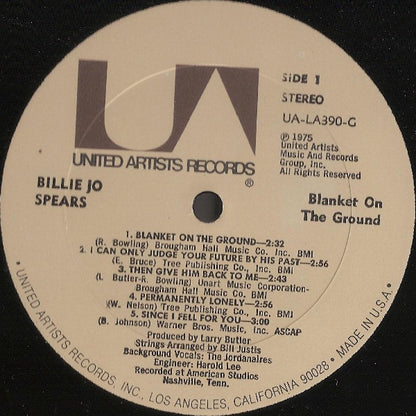 UA
UNITED ARTISTS RECORDS
®
SIDE 1
STEREO
UA-LA390-G
℗ 1975
United Artists
Music And Records
Group, Inc.
All Rights Reserved
BILLIE JO
SPEARS
Blanket On
The Ground
1. BLANKET ON THE GROUND—2:32
(R. Bowling) Brougham Hall Music Co. BMI
2. I CAN ONLY JUDGE YOUR FUTURE BY HIS PAST—2:56
(E. Bruce) Tree Publishing Co., Inc. BMI
3. THEN GIVE HIM BACK TO ME—2:43
(L. Butler-R. Bowling) Unart Music Corporation-
Brougham Hall Music Co. BMI
4. PERMANENTLY LONELY—2:56
(W. Nelson) Tree Publishing Co., Inc. BMI
5. SINCE I FELL FOR YOU—3:00
(B. Johnson) Warner Bros. Music, Inc. ASCAP
Produced by Larry Butler
Strings Arranged by Bill Justis
Background Vocals: The Jordanaires
Engineer: Harold Lee
Recorded at American Studios
Nashville, Tenn.
• UNITED ARTISTS RECORDS, INC., LOS ANGELES, CALIFORNIA 90028 • MADE IN U.S.A. •